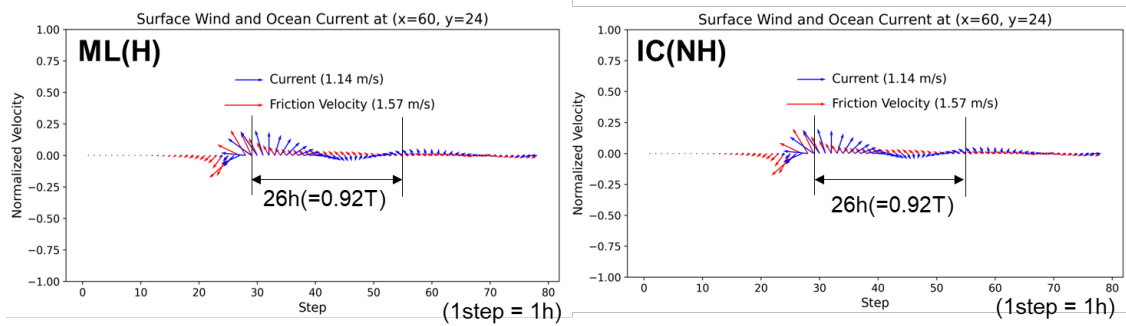 Surface Wind and Ocean Current at (x=60, y=24)
ML(H)
Current (1.14 m/s)
Friction Velocity (1.57 m/s)
26h(=0.92T)
Normalized Velocity
1.00
0.75
0.50
0.25
0.00
−0.25
−0.50
−0.75
−1.00
0 10 20 30 40 50 60 70 80
Step
(1step = 1h)
Surface Wind and Ocean Current at (x=60, y=24)
IC(NH)
Current (1.14 m/s)
Friction Velocity (1.57 m/s)
26h(=0.92T)
Normalized Velocity
1.00
0.75
0.50
0.25
0.00
−0.25
−0.50
−0.75
−1.00
0 10 20 30 40 50 60 70 80
Step
(1step = 1h)